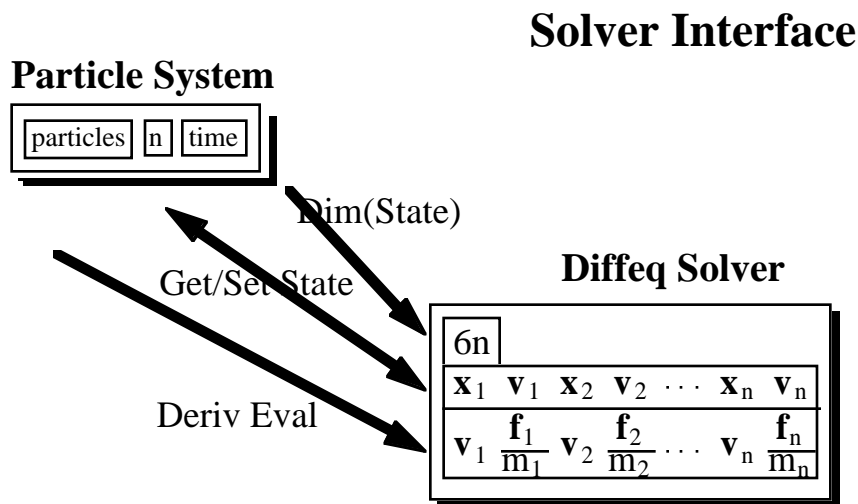 Solver Interface
Particle System
particles n time
Dim(State)
Get/Set State
Diffeq Solver
6n
x1 v1 x2 v2 ... xn vn
Deriv Eval
v1 f1/m1 v2 f2/m2 ... vn fn/mn